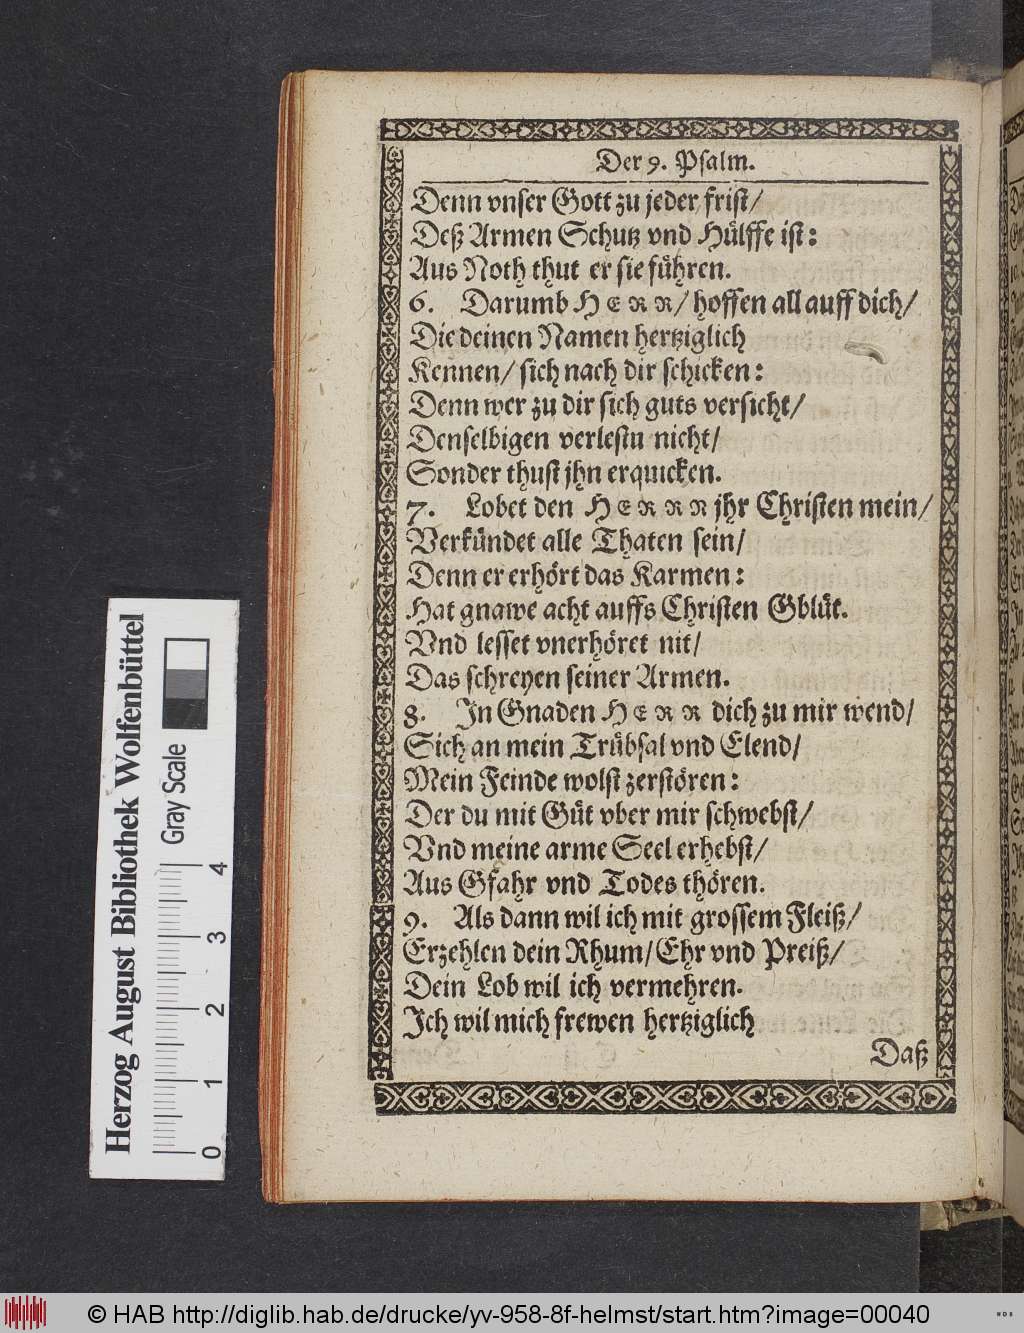 Der 9. Psalm.
Denn vnser Gott zu jeder frist/
Deß Armen Schutz vnd Hülffe ist:
Aus Noth thut er sie führen.
6. Darumb HERR/ hoffen all auff dich/
Die deinen Namen hertziglich
Kennen/ sich nach dir schicken:
Denn wer zu dir sich guts versicht/
Denselbigen verlestu nicht/
Sonder thust jhn erquicken.
7. Lobet den HERRN jhr Christen mein/
Verkündet alle Thaten sein/
Denn er erhört das Karmen:
Hat gnawe acht auffs Christen Gblüt.
Vnd lesset vnerhöret nit/
Das schreyen seiner Armen.
8. In Gnaden HERR dich zu mir wend/
Sich an mein Trübsal vnd Elend/
Mein Feinde wolst zerstören:
Der du mit Güt vber mir schwebst/
Vnd meine arme Seel erhebst/
Aus Gfahr vnd Todes thören.
9. Als dann wil ich mit grossem Fleiß/
Erzehlen dein Rhum/ Ehr vnd Preiß/
Dein Lob wil ich vermehren.
Ich wil mich frewen hertziglich
Daß
Herzog August Bibliothek Wolfenbüttel
Gray Scale
0 1 2 3 4
© HAB http://diglib.hab.de/drucke/yv-958-8f-helmst/start.htm?image=00040